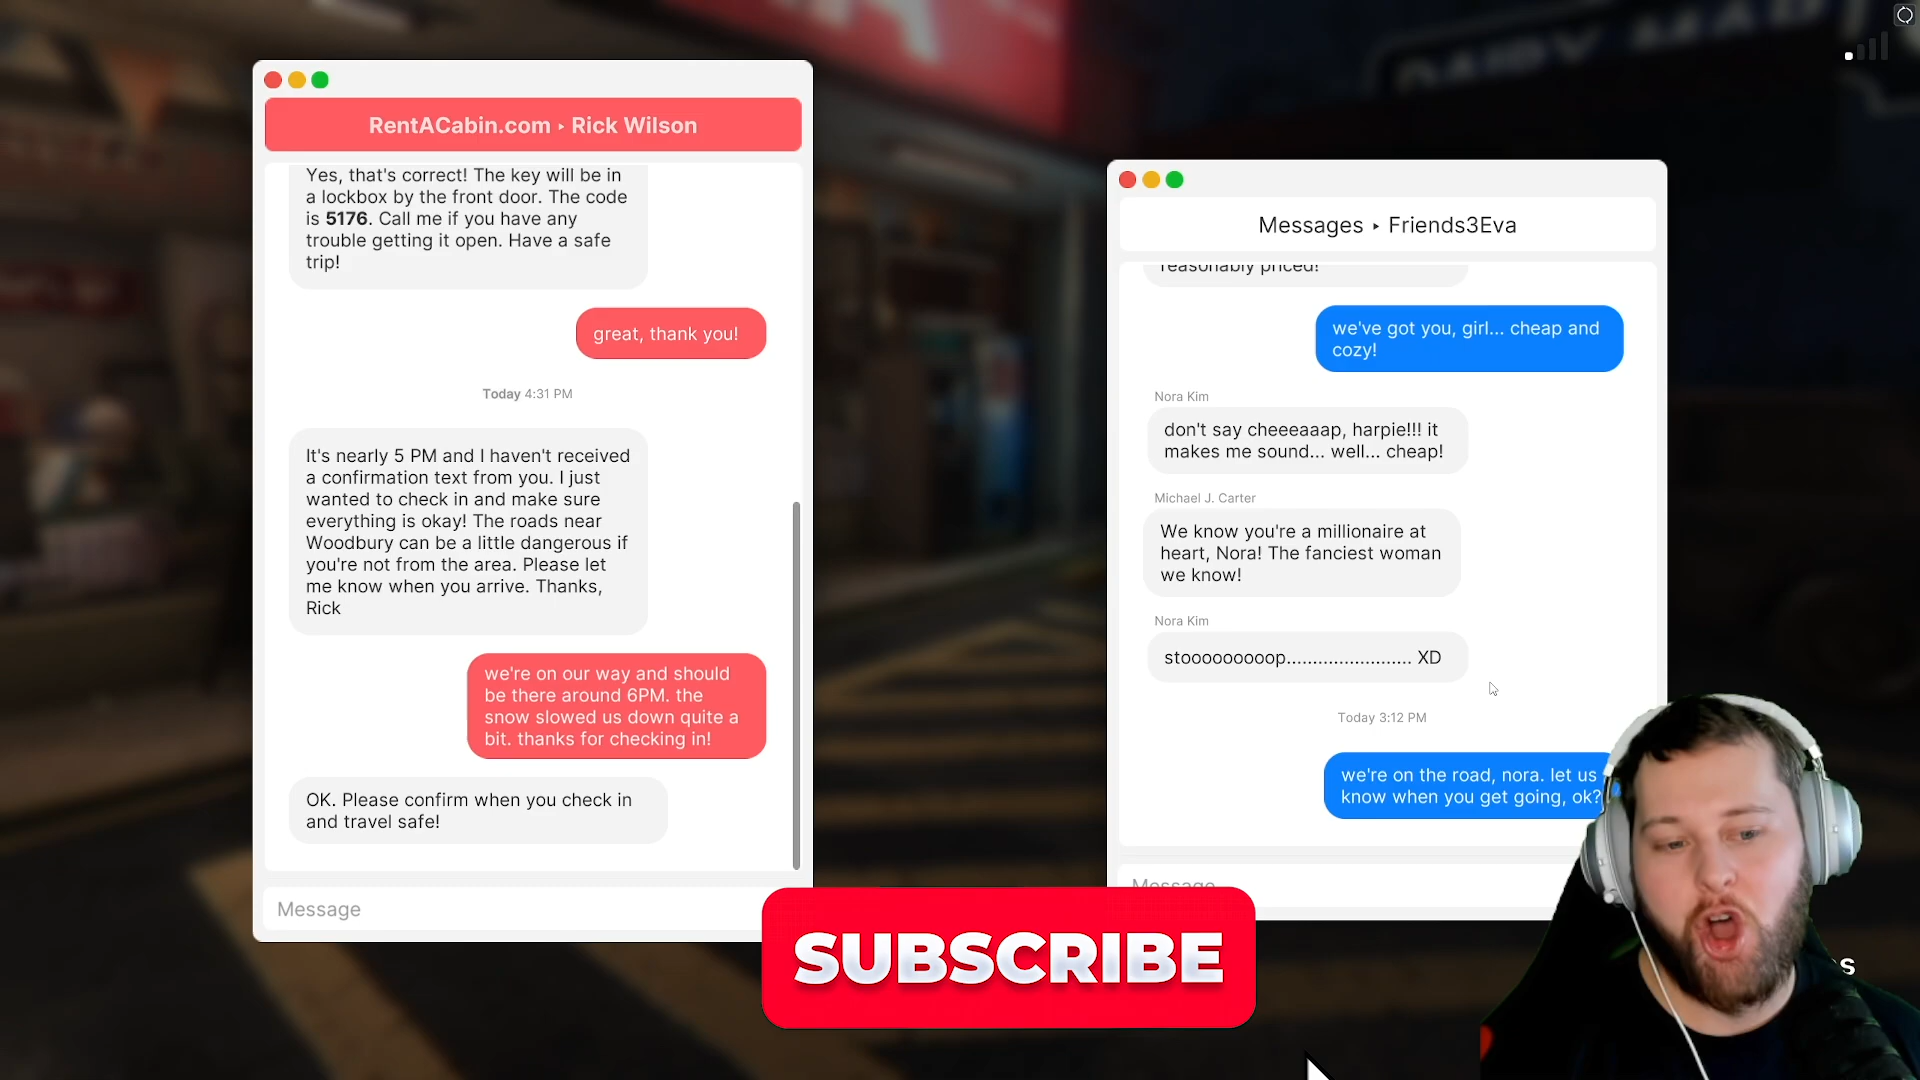 DAIRY MAR
RentACabin.com ▸ Rick Wilson
Yes, that's correct! The key will be in
a lockbox by the front door. The code
is 5176. Call me if you have any
trouble getting it open. Have a safe
trip!
great, thank you!
Today 4:31 PM
It's nearly 5 PM and I haven't received
a confirmation text from you. I just
wanted to check in and make sure
everything is okay! The roads near
Woodbury can be a little dangerous if
you're not from the area. Please let
me know when you arrive. Thanks,
Rick
we're on our way and should
be there around 6PM. the
snow slowed us down quite a
bit. thanks for checking in!
OK. Please confirm when you check in
and travel safe!
Message
Messages ▸ Friends3Eva
reasonably priced!
we've got you, girl... cheap and
cozy!
Nora Kim
don't say cheeeaaap, harpie!!! it
makes me sound... well... cheap!
Michael J. Carter
We know you're a millionaire at
heart, Nora! The fanciest woman
we know!
Nora Kim
stooooooooop........................ XD
Today 3:12 PM
we're on the road, nora. let us
know when you get going, ok?
Message
SUBSCRIBE